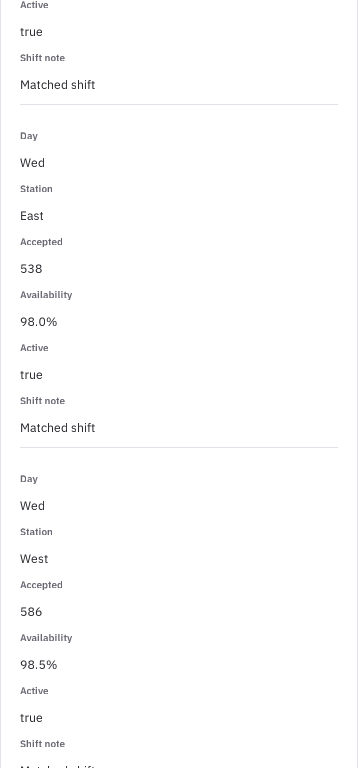 Active
true
Shift note
Matched shift
Day
Wed
Station
East
Accepted
538
Availability
98.0%
Active
true
Shift note
Matched shift
Day
Wed
Station
West
Accepted
586
Availability
98.5%
Active
true
Shift note